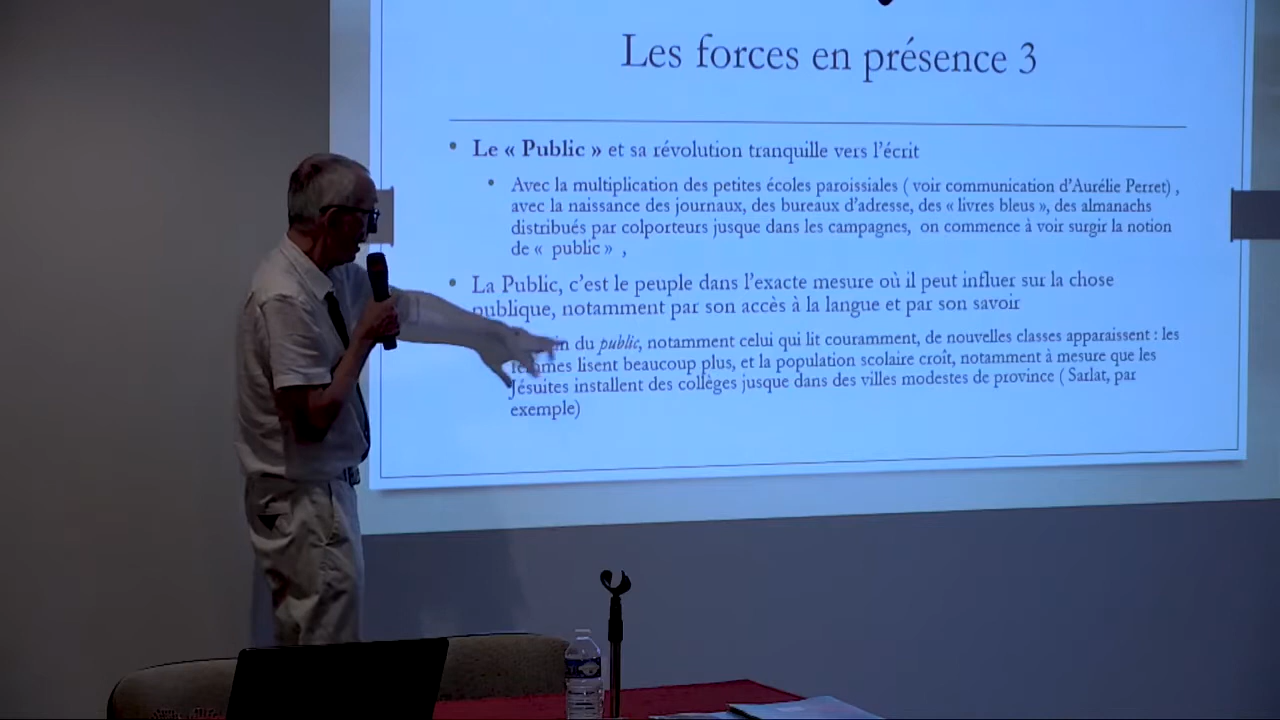 Les forces en présence 3
Le « Public » et sa révolution tranquille vers l'écrit
Avec la multiplication des petites écoles paroissiales ( voir communication d'Aurélie Perret) ,
avec la naissance des journaux, des bureaux d'adresse, des « livres bleus », des almanachs
distribués par colporteurs jusque dans les campagnes, on commence à voir surgir la notion
de « public » ,
La Public, c'est le peuple dans l'exacte mesure où il peut influer sur la chose
publique, notamment par son accès à la langue et par son savoir
du public, notamment celui qui lit couramment, de nouvelles classes apparaissent : les
femmes lisent beaucoup plus, et la population scolaire croît, notamment à mesure que les
Jésuites installent des collèges jusque dans des villes modestes de province ( Sarlat, par
exemple)